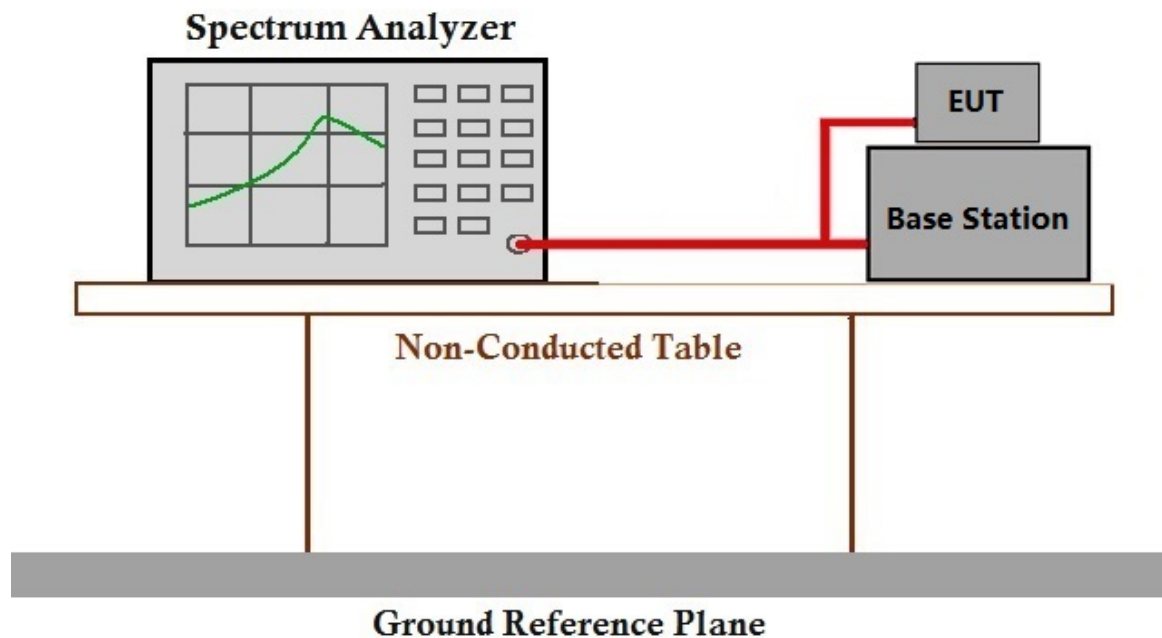 Spectrum Analyzer
EUT
Base Station
Non-Conducted Table
Ground Reference Plane